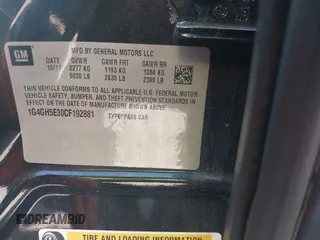 GM
MFD BY GENERAL MOTORS LLC
DATE GVWR GAWR FRT GAWR RR
10/11 2277 KG 1193 KG 1084 KG
5020 LB 2630 LB 2390 LB
THIS VEHICLE CONFORMS TO ALL APPLICABLE U.S. FEDERAL MOTOR
VEHICLE SAFETY, BUMPER, AND THEFT PREVENTION STANDARDS IN
EFFECT ON THE DATE OF MANUFACTURE SHOWN ABOVE.
1G4GH5E30CF192881
TYPE: PASS CAR
TIRE AND LOADING INFORMATION
DREAMBID